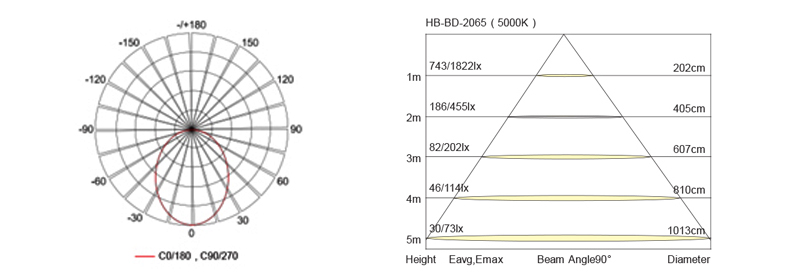 -/+180
-150 150
-120 120
-90 90
-60 60
-30 30
0
C0/180 , C90/270
HB-BD-2065 ( 5000K )
743/1822lx 202cm
1m
186/455lx 405cm
2m
82/202lx 607cm
3m
46/114lx 810cm
4m
30/73lx 1013cm
5m
Height Eavg,Emax Beam Angle90° Diameter